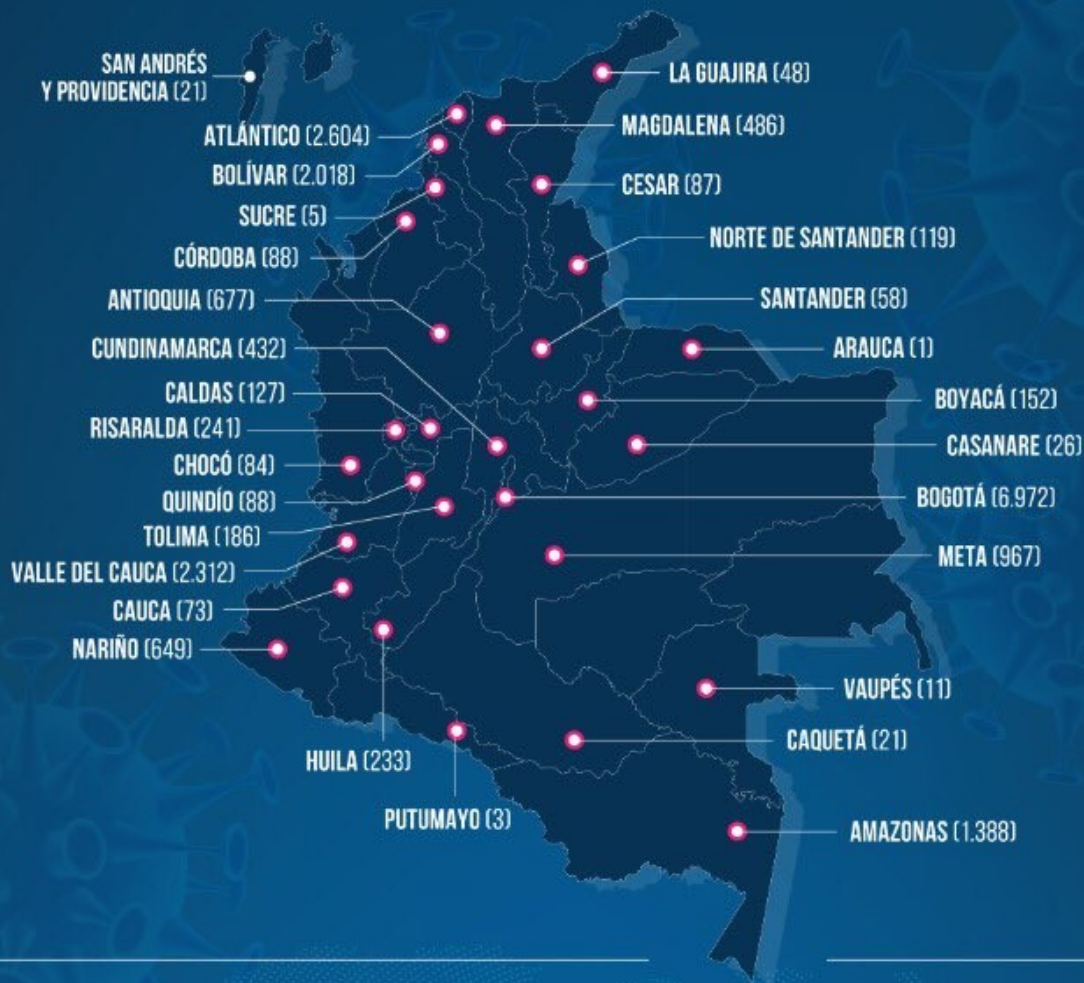 SAN ANDRÉS
Y PROVIDENCIA (21)
ATLÁNTICO (2.604)
BOLÍVAR (2.018)
SUCRE (5)
CÓRDOBA (88)
ANTIOQUIA (677)
CUNDINAMARCA (432)
CALDAS (127)
RISARALDA (241)
CHOCÓ (84)
QUINDÍO (88)
TOLIMA (186)
VALLE DEL CAUCA (2.312)
CAUCA (73)
NARIÑO (649)
HUILA (233)
PUTUMAYO (3)
LA GUAJIRA (48)
MAGDALENA (486)
CESAR (87)
NORTE DE SANTANDER (119)
SANTANDER (58)
ARAUCA (1)
BOYACÁ (152)
CASANARE (26)
BOGOTÁ (6.972)
META (967)
VAUPÉS (11)
CAQUETÁ (21)
AMAZONAS (1.388)